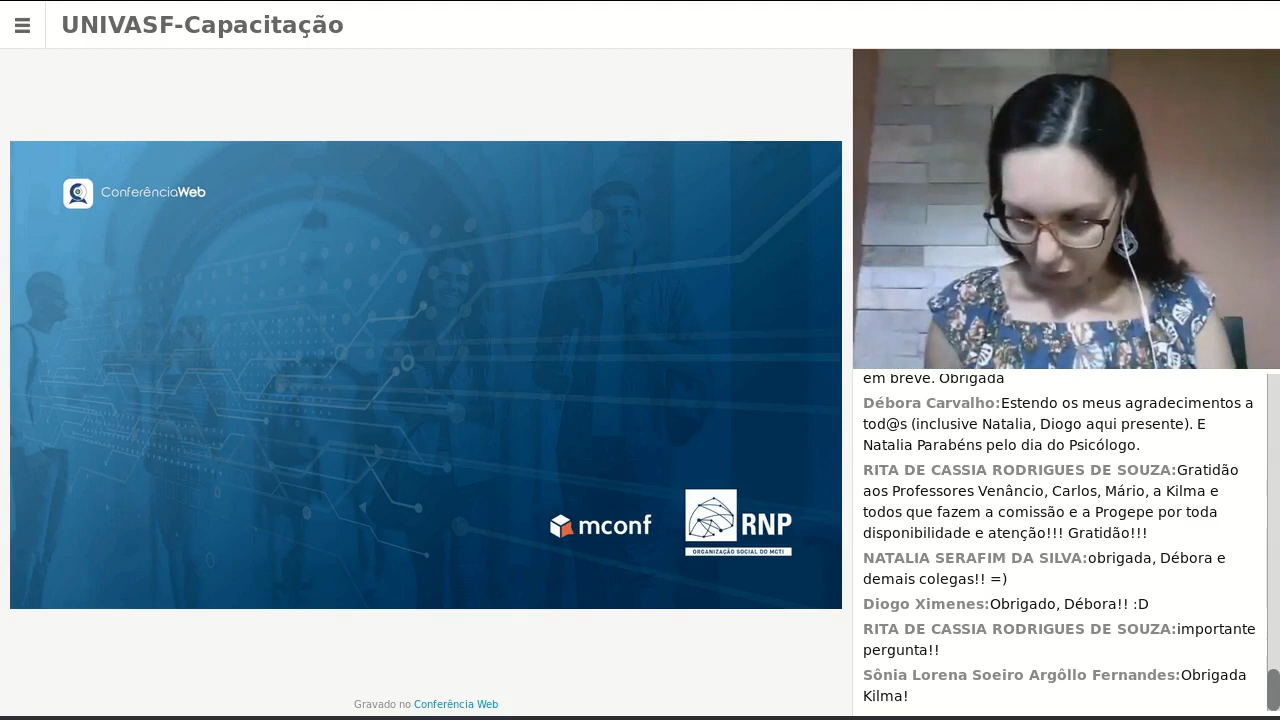 UNIVASF-Capacitação
ConferênciaWeb
mconf
RNP
ORGANIZAÇÃO SOCIAL DO MCTI
Gravado no Conferência Web
em breve. Obrigada
Débora Carvalho:Estendo os meus agradecimentos a
tod@s (inclusive Natalia, Diogo aqui presente). E
Natalia Parabéns pelo dia do Psicólogo.
RITA DE CASSIA RODRIGUES DE SOUZA:Gratidão
aos Professores Venâncio, Carlos, Mário, a Kilma e
todos que fazem a comissão e a Progepe por toda
disponibilidade e atenção!!! Gratidão!!!
NATALIA SERAFIM DA SILVA:obrigada, Débora e
demais colegas!! =)
Diogo Ximenes:Obrigado, Débora!! :D
RITA DE CASSIA RODRIGUES DE SOUZA:importante
pergunta!!
Sônia Lorena Soeiro Argôllo Fernandes:Obrigada
Kilma!